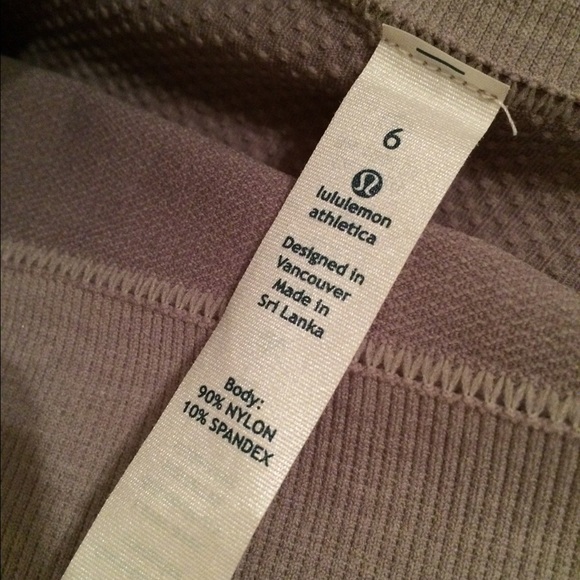 6
lululemon
athletica
Designed in
Vancouver
Made in
Sri Lanka
Body:
90% NYLON
10% SPANDEX